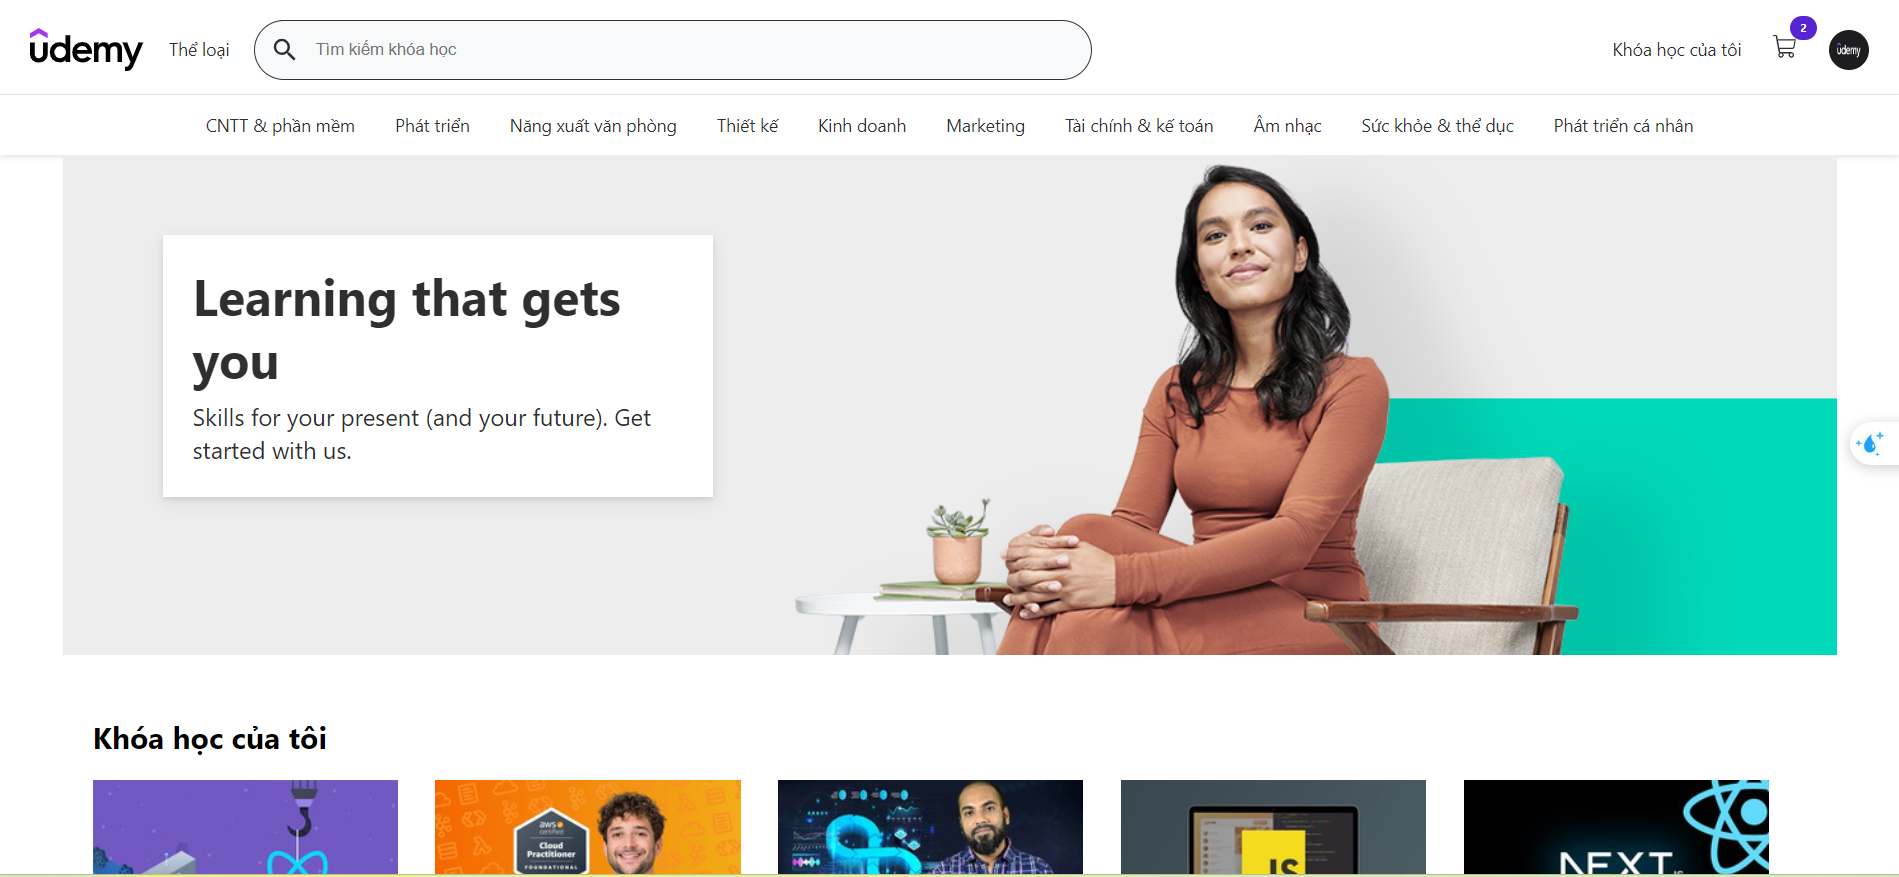 udemy
Thể loại
Tìm kiếm khóa học
Khóa học của tôi
2
udemy
CNTT & phần mềm
Phát triển
Năng xuất văn phòng
Thiết kế
Kinh doanh
Marketing
Tài chính & kế toán
Âm nhạc
Sức khỏe & thể dục
Phát triển cá nhân
Learning that gets
you
Skills for your present (and your future). Get
started with us.
Khóa học của tôi
aws
certified
Cloud
Practitioner
FOUNDATIONAL
JS
NEXT.JS